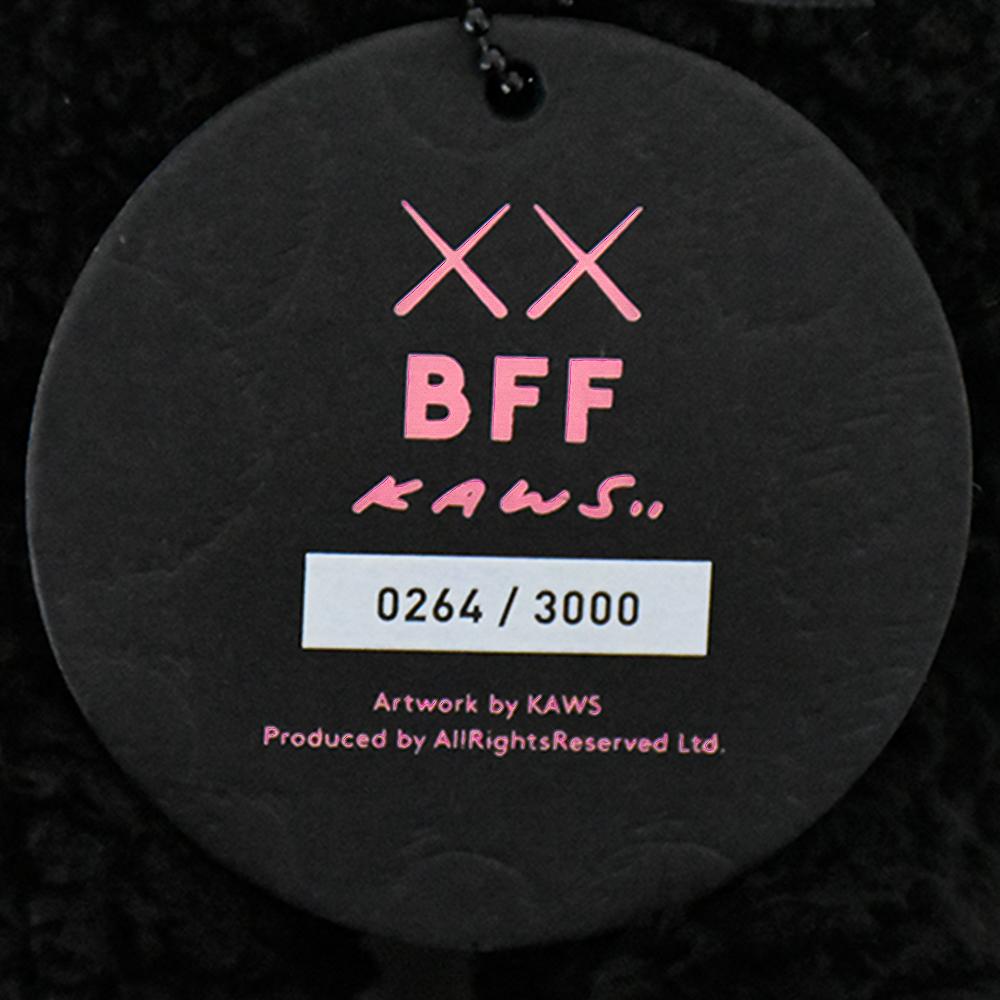 XX
BFF
KAWS..
0264 / 3000
Artwork by KAWS
Produced by AllRightsReserved Ltd.